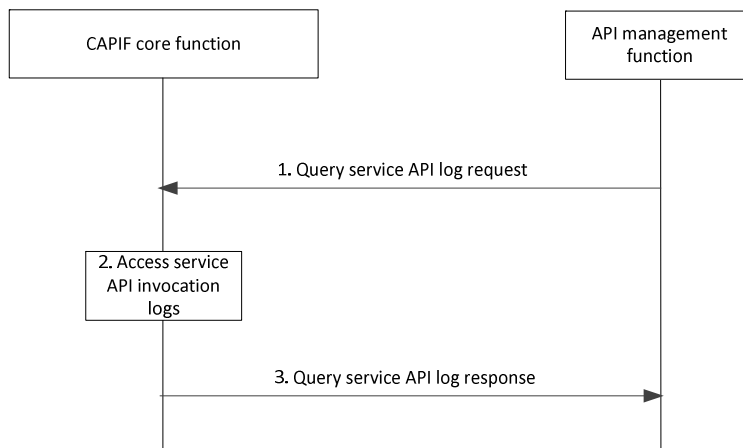 CAPIF core function
API management
function
1. Query service API log request
2. Access service
API invocation
logs
3. Query service API log response